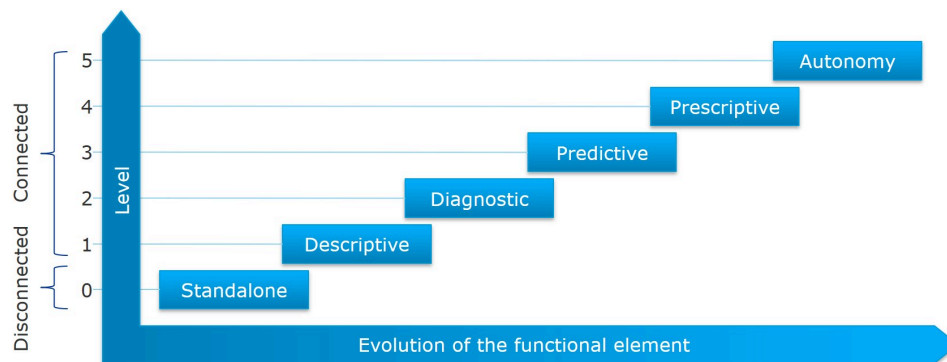 5
Autonomy
4
Prescriptive
3
Predictive
2
Diagnostic
1
Descriptive
0
Standalone
Connected
Disconnected
Level
Evolution of the functional element